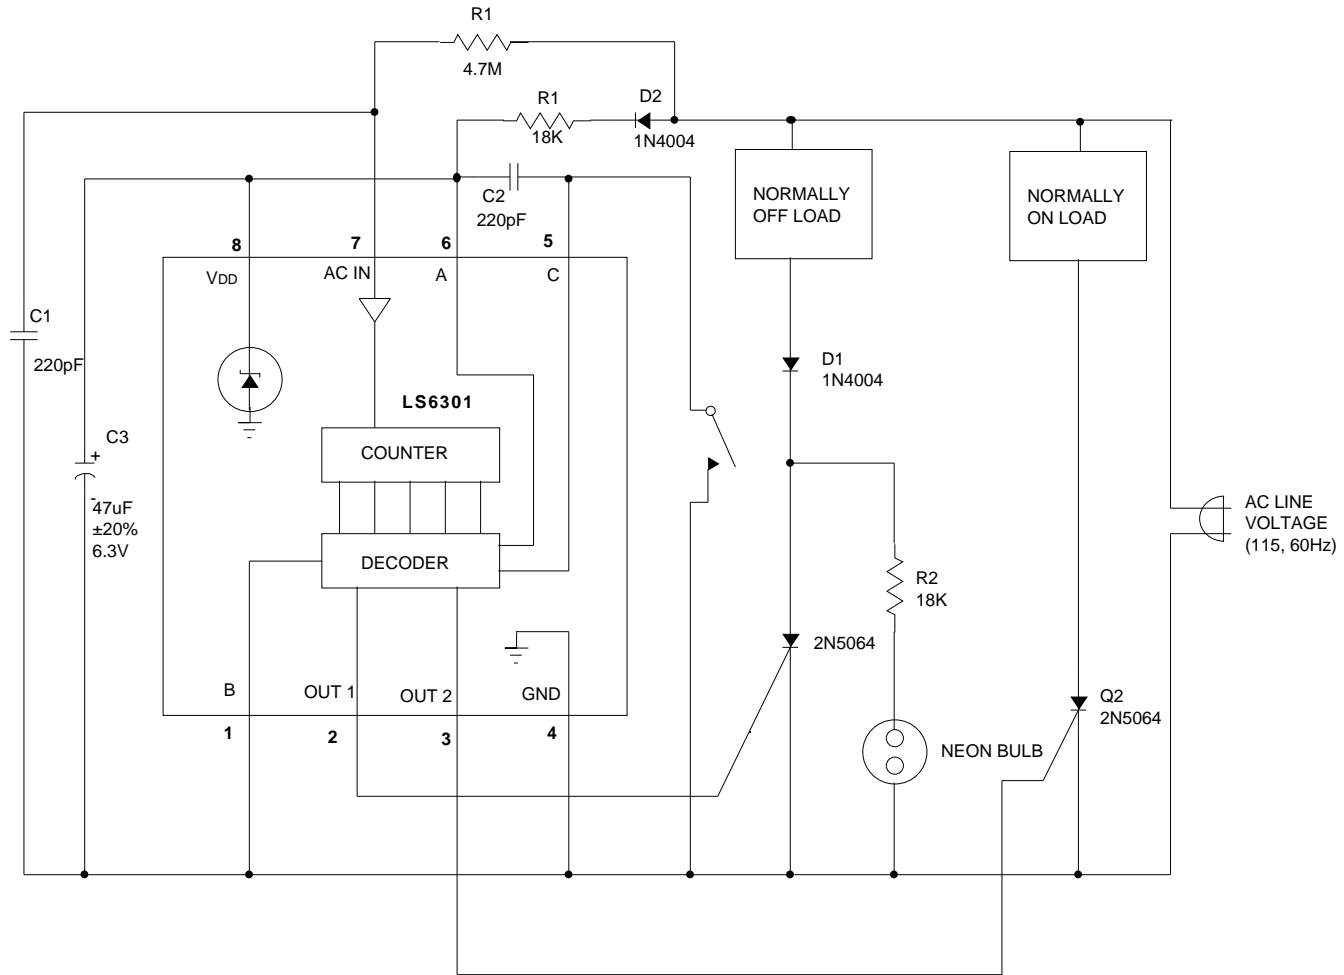 R1
4.7M
R1
18K
D2
1N4004
C2
220pF
NORMALLY
OFF LOAD
NORMALLY
ON LOAD
8
7
6
5
VDD
AC IN
A
C
C1
220pF
D1
1N4004
LS6301
C3
+
-
47uF
±20%
6.3V
COUNTER
DECODER
AC LINE
VOLTAGE
(115, 60Hz)
R2
18K
2N5064
B
OUT 1
OUT 2
GND
1
2
3
4
Q2
2N5064
NEON BULB